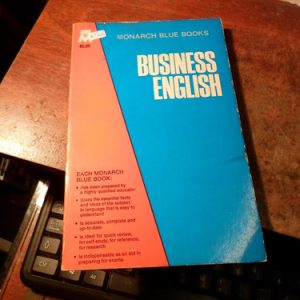 MONARCH BLUE BOOKS
BUSINESS
ENGLISH
EACH MONARCH
BLUE BOOK:
• Has been prepared by
a highly qualified educator.
• Gives the essential facts
and ideas of the subject
in language that is easy to
understand
• Is accurate, complete and
up-to-date
• Is ideal for quick review,
for self-study, for reference,
for research
• Is indispensable as an aid in
preparing for exams.